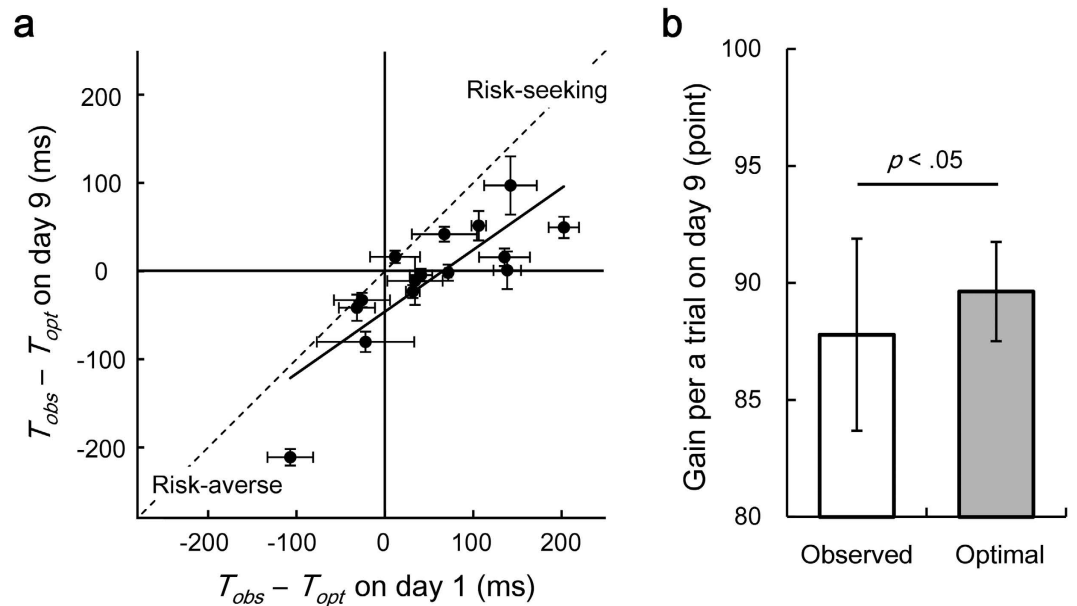 a
T_obs – T_opt on day 9 (ms)
200
100
0
-100
-200
Risk-seeking
Risk-averse
-200
-100
0
100
200
T_obs – T_opt on day 1 (ms)
b
Gain per a trial on day 9 (point)
100
95
90
85
80
p < .05
Observed
Optimal